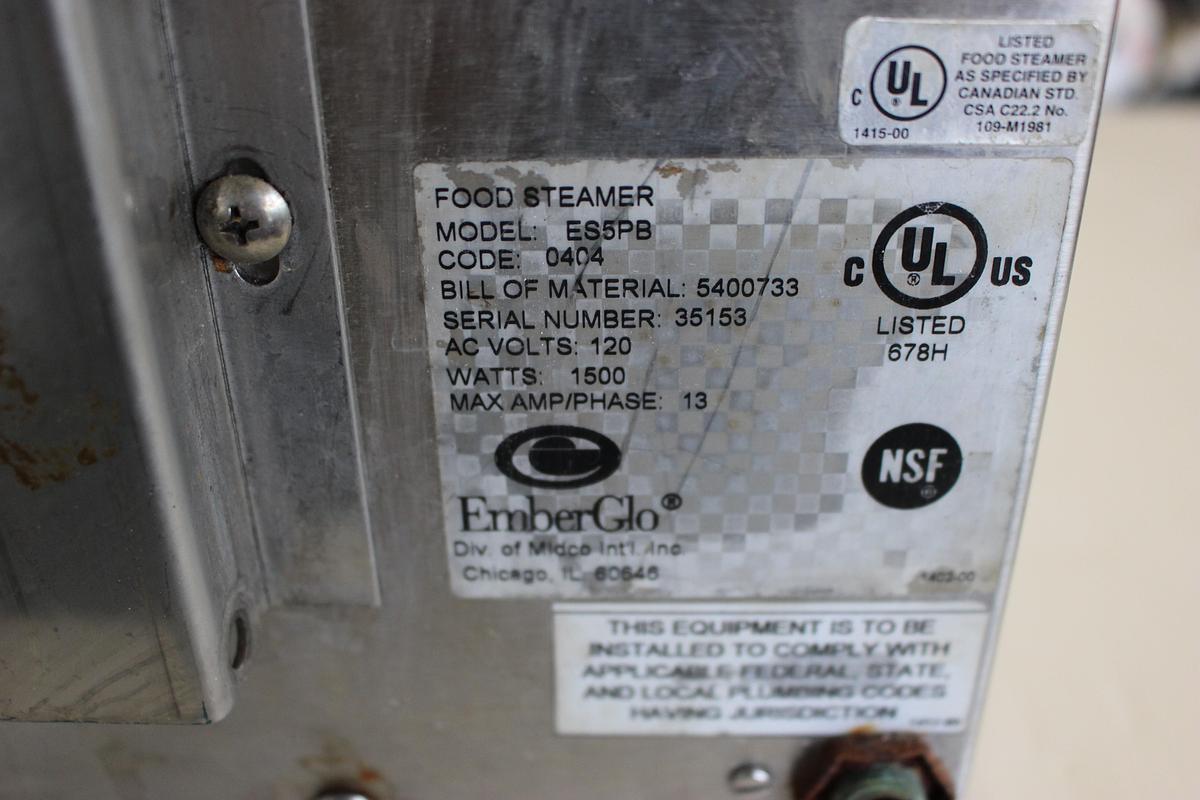 LISTED
FOOD STEAMER
AS SPECIFIED BY
CANADIAN STD.
CSA C22.2 No.
109-M1981
C UL ®
1415-00
FOOD STEAMER
MODEL: ES5PB
CODE: 0404
BILL OF MATERIAL: 5400733
SERIAL NUMBER: 35153
AC VOLTS: 120
WATTS: 1500
MAX AMP/PHASE: 13
C UL ® US
LISTED
678H
NSF ®
EmberGlo®
Div. of Midco Int'l. Inc.
Chicago, IL 60646
1402-00
THIS EQUIPMENT IS TO BE
INSTALLED TO COMPLY WITH
APPLICABLE FEDERAL, STATE,
AND LOCAL PLUMBING CODES
HAVING JURISDICTION